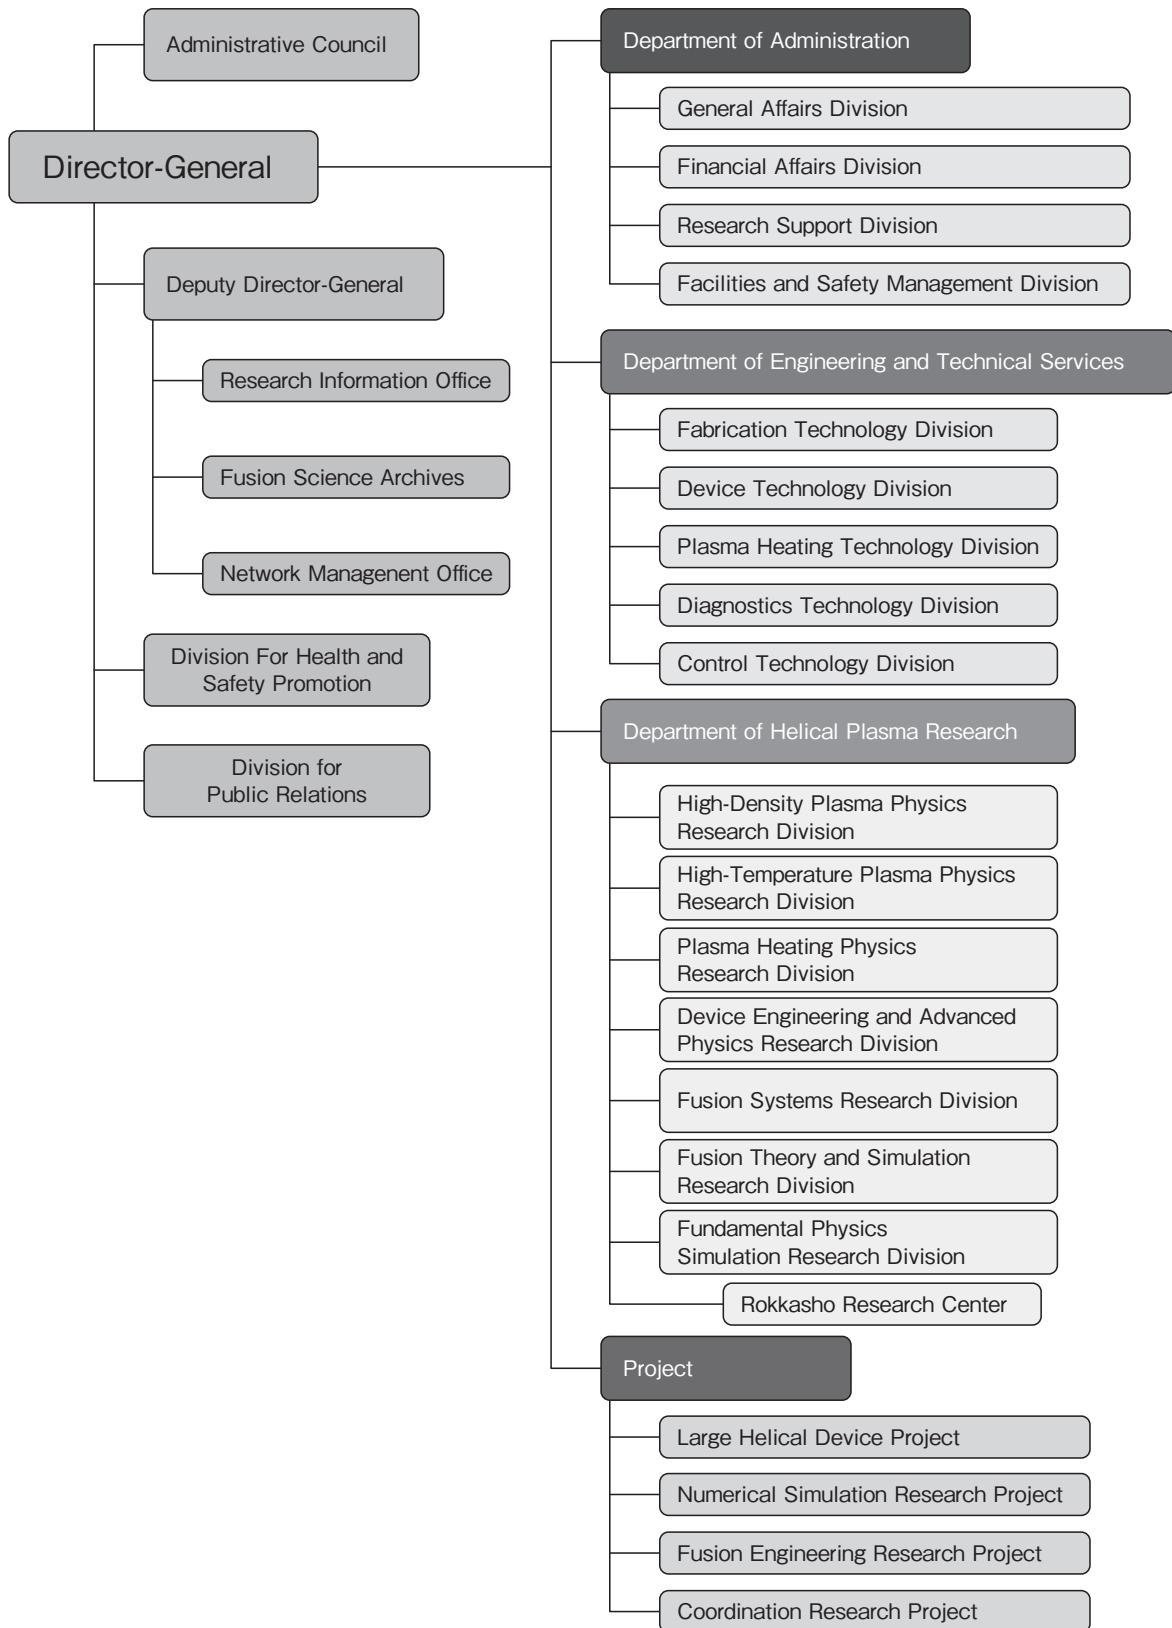 Administrative Council
Director-General
Deputy Director-General
Research Information Office
Fusion Science Archives
Network Managenent Office
Division For Health and
Safety Promotion
Division for
Public Relations
Department of Administration
General Affairs Division
Financial Affairs Division
Research Support Division
Facilities and Safety Management Division
Department of Engineering and Technical Services
Fabrication Technology Division
Device Technology Division
Plasma Heating Technology Division
Diagnostics Technology Division
Control Technology Division
Department of Helical Plasma Research
High-Density Plasma Physics
Research Division
High-Temperature Plasma Physics
Research Division
Plasma Heating Physics
Research Division
Device Engineering and Advanced
Physics Research Division
Fusion Systems Research Division
Fusion Theory and Simulation
Research Division
Fundamental Physics
Simulation Research Division
Rokkasho Research Center
Project
Large Helical Device Project
Numerical Simulation Research Project
Fusion Engineering Research Project
Coordination Research Project